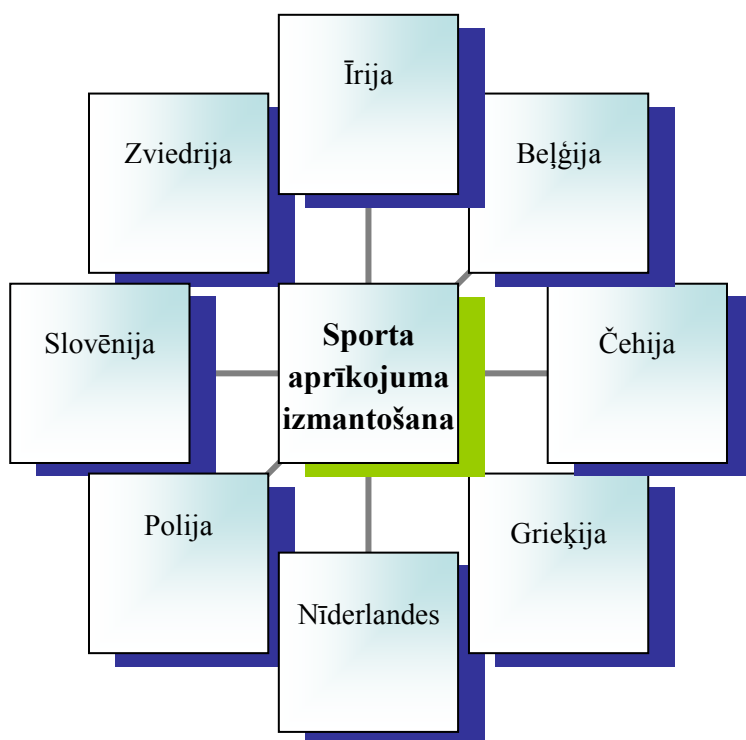 Īrija
Zviedrija
Beļģija
Slovēnija
Sporta
aprīkojuma
izmantošana
Čehija
Polija
Grieķija
Nīderlandes